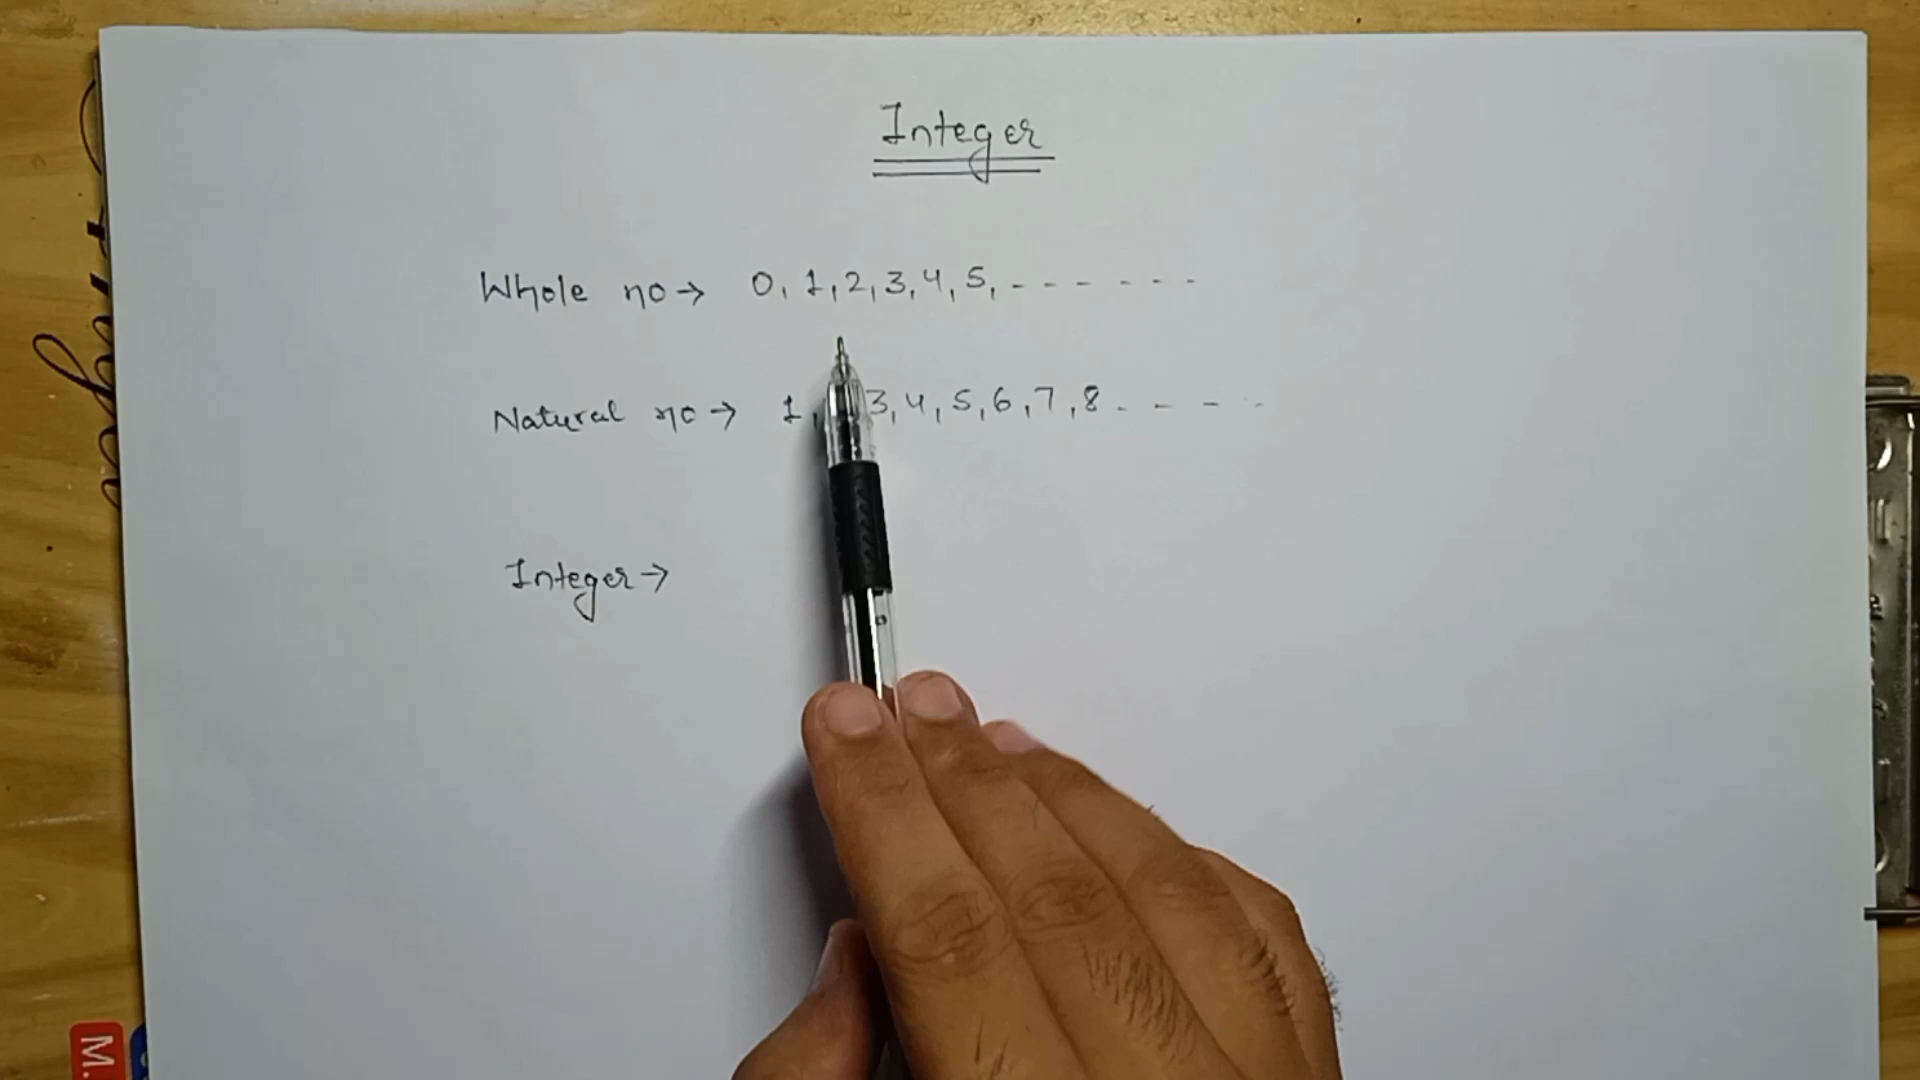 Integer
Whole no → 0, 1, 2, 3, 4, 5, - - - - - -
Natural no → 1, 3, 4, 5, 6, 7, 8 - - - -
Integer →
M.